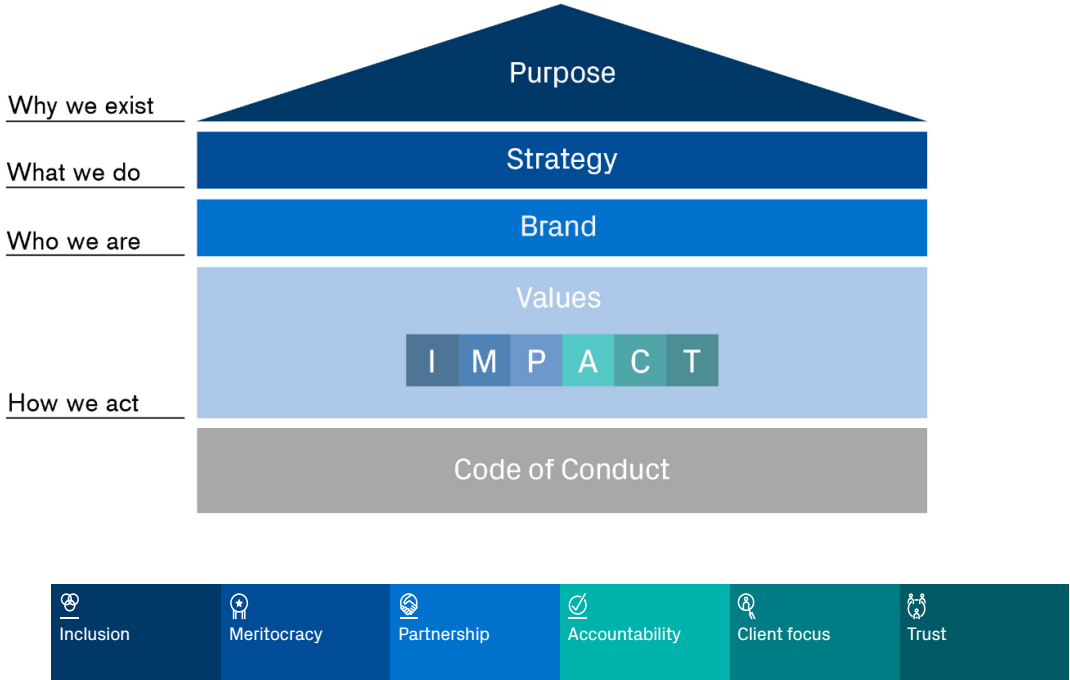 Purpose
Why we exist
Strategy
What we do
Brand
Who we are
Values
I M P A C T
How we act
Code of Conduct
Inclusion
Meritocracy
Partnership
Accountability
Client focus
Trust